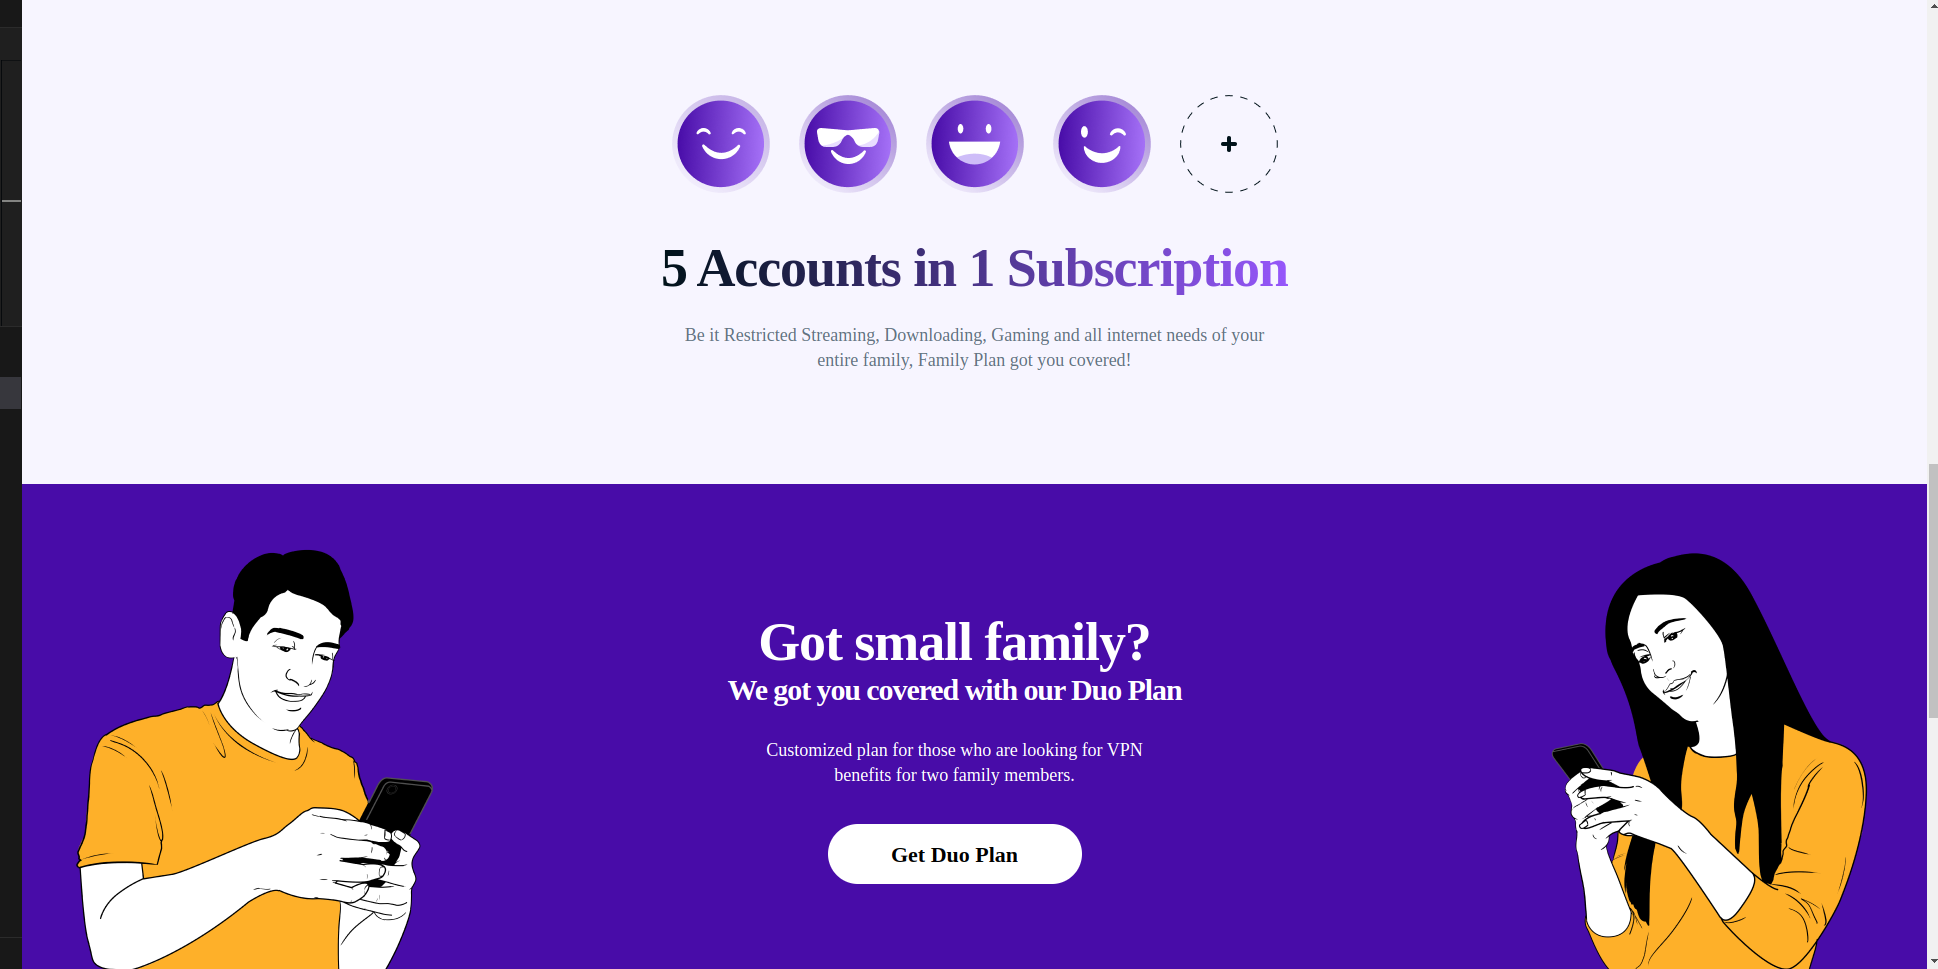 5 Accounts in 1 Subscription
Be it Restricted Streaming, Downloading, Gaming and all internet needs of your
entire family, Family Plan got you covered!
Got small family?
We got you covered with our Duo Plan
Customized plan for those who are looking for VPN
benefits for two family members.
Get Duo Plan